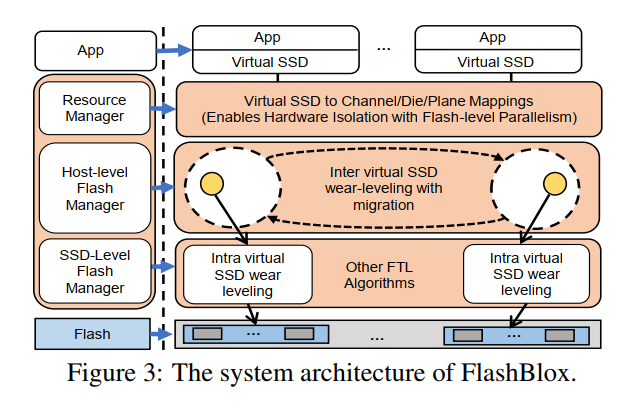 App
App
Virtual SSD
...
App
Virtual SSD
Resource
Manager
Virtual SSD to Channel/Die/Plane Mappings
(Enables Hardware Isolation with Flash-level Parallelism)
Host-level
Flash
Manager
Inter virtual SSD
wear-leveling with
migration
SSD-Level
Flash
Manager
Intra virtual
SSD wear
leveling
Other FTL
Algorithms
Intra virtual
SSD wear
leveling
Flash
...
...
...
Figure 3: The system architecture of FlashBlox.